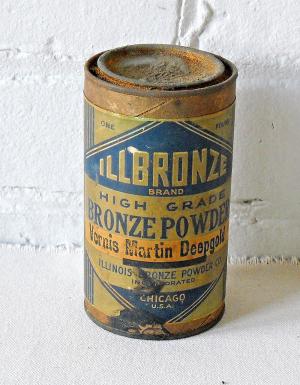 ONE POUND
ILLBRONZE
BRAND
HIGH GRADE
BRONZE POWDER
Vernis Martin Deepgold
ILLINOIS BRONZE POWDER CO.
INCORPORATED
CHICAGO
U.S.A.